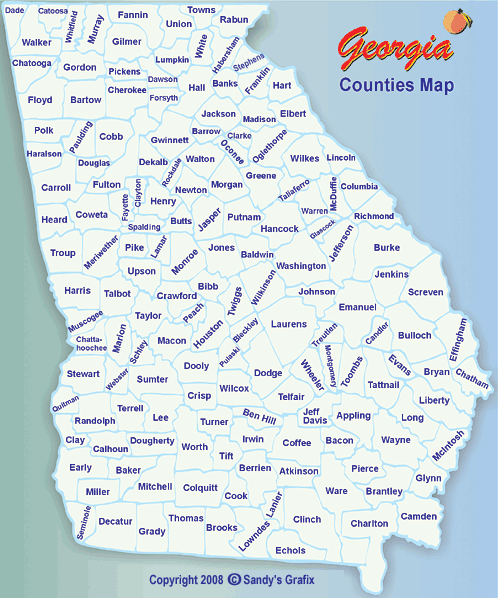 Georgia
Counties Map
Dade
Catoosa
Whitfield
Murray
Fannin
Union
Towns
Rabun
Walker
Gilmer
White
Habersham
Chattooga
Gordon
Pickens
Lumpkin
Stephens
Dawson
Hall
Banks
Franklin
Hart
Floyd
Bartow
Cherokee
Forsyth
Jackson
Madison
Elbert
Polk
Paulding
Cobb
Gwinnett
Barrow
Clarke
Oconee
Oglethorpe
Haralson
Douglas
Dekalb
Rockdale
Walton
Wilkes
Lincoln
Carroll
Fulton
Clayton
Newton
Morgan
Greene
Taliaferro
McDuffie
Columbia
Heard
Coweta
Fayette
Henry
Spalding
Butts
Jasper
Putnam
Hancock
Warren
Glascock
Richmond
Troup
Meriwether
Pike
Lamar
Monroe
Jones
Baldwin
Washington
Jefferson
Burke
Upson
Harris
Talbot
Crawford
Bibb
Twiggs
Wilkinson
Johnson
Jenkins
Screven
Muscogee
Taylor
Peach
Houston
Bleckley
Laurens
Emanuel
Treutlen
Candler
Bulloch
Effingham
Chatta-
hoochee
Marion
Schley
Macon
Pulaski
Dodge
Wheeler
Montgomery
Toombs
Evans
Bryan
Chatham
Stewart
Webster
Sumter
Dooly
Wilcox
Telfair
Tattnall
Liberty
Quitman
Randolph
Terrell
Lee
Crisp
Turner
Ben Hill
Jeff
Davis
Appling
Long
McIntosh
Clay
Calhoun
Dougherty
Worth
Tift
Irwin
Coffee
Bacon
Wayne
Early
Baker
Berrien
Atkinson
Pierce
Glynn
Miller
Mitchell
Colquitt
Cook
Lanier
Ware
Brantley
Seminole
Decatur
Grady
Thomas
Brooks
Lowndes
Clinch
Charlton
Camden
Echols
Copyright 2008 © Sandy's Grafix